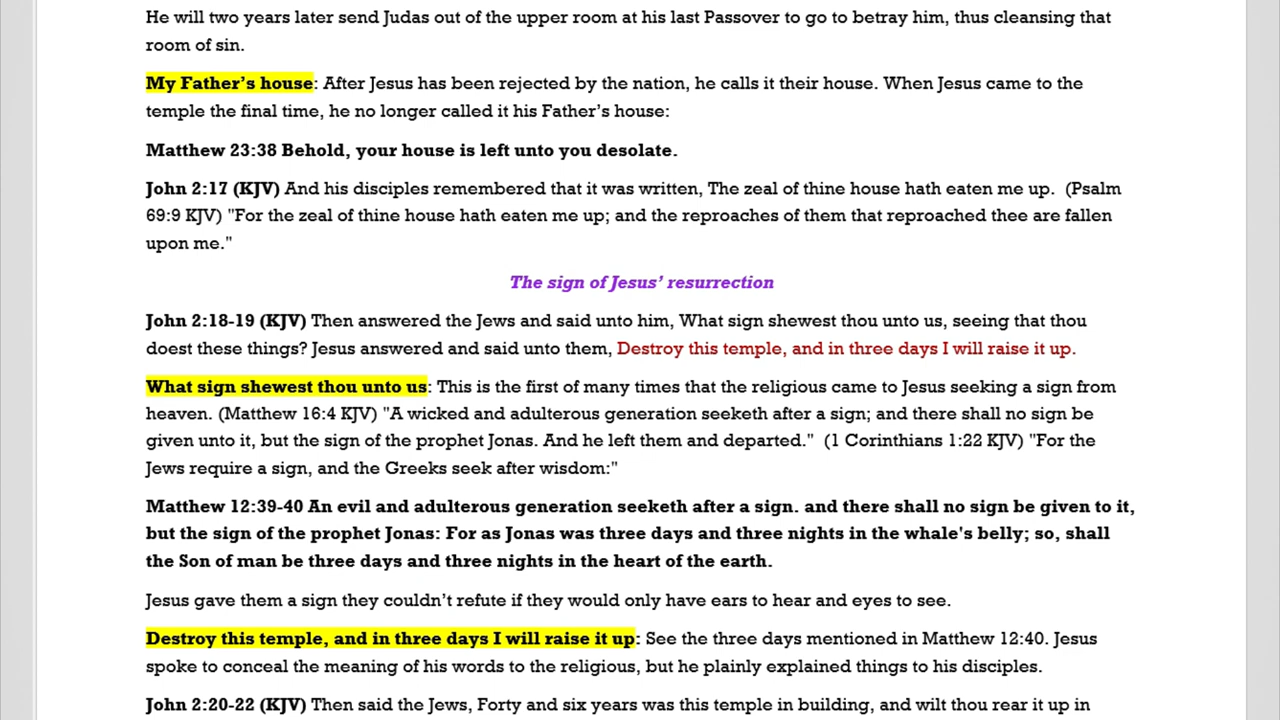 He will two years later send Judas out of the upper room at his last Passover to go to betray him, thus cleansing that
room of sin.
My Father's house: After Jesus has been rejected by the nation, he calls it their house. When Jesus came to the
temple the final time, he no longer called it his Father's house:
Matthew 23:38 Behold, your house is left unto you desolate.
John 2:17 (KJV) And his disciples remembered that it was written, The zeal of thine house hath eaten me up.  (Psalm
69:9 KJV) "For the zeal of thine house hath eaten me up; and the reproaches of them that reproached thee are fallen
upon me."
The sign of Jesus' resurrection
John 2:18-19 (KJV) Then answered the Jews and said unto him, What sign shewest thou unto us, seeing that thou
doest these things? Jesus answered and said unto them, Destroy this temple, and in three days I will raise it up.
What sign shewest thou unto us: This is the first of many times that the religious came to Jesus seeking a sign from
heaven. (Matthew 16:4 KJV) "A wicked and adulterous generation seeketh after a sign; and there shall no sign be
given unto it, but the sign of the prophet Jonas. And he left them and departed."  (1 Corinthians 1:22 KJV) "For the
Jews require a sign, and the Greeks seek after wisdom:"
Matthew 12:39-40 An evil and adulterous generation seeketh after a sign. and there shall no sign be given to it,
but the sign of the prophet Jonas: For as Jonas was three days and three nights in the whale's belly; so, shall
the Son of man be three days and three nights in the heart of the earth.
Jesus gave them a sign they couldn't refute if they would only have ears to hear and eyes to see.
Destroy this temple, and in three days I will raise it up: See the three days mentioned in Matthew 12:40. Jesus
spoke to conceal the meaning of his words to the religious, but he plainly explained things to his disciples.
John 2:20-22 (KJV) Then said the Jews, Forty and six years was this temple in building, and wilt thou rear it up in